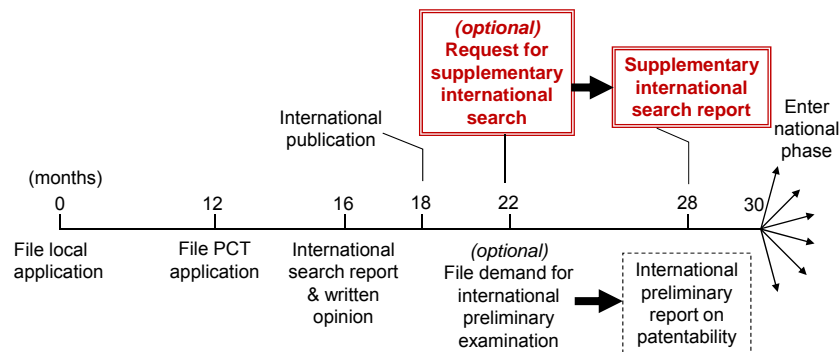 (optional)
Request for
supplementary
international
search
Supplementary
international
search report
Enter
national
phase
International
publication
(months)
0
12
16
18
22
28
30
File local
application
File PCT
application
International
search report
& written
opinion
(optional)
File demand for
international
preliminary
examination
International
preliminary
report on
patentability